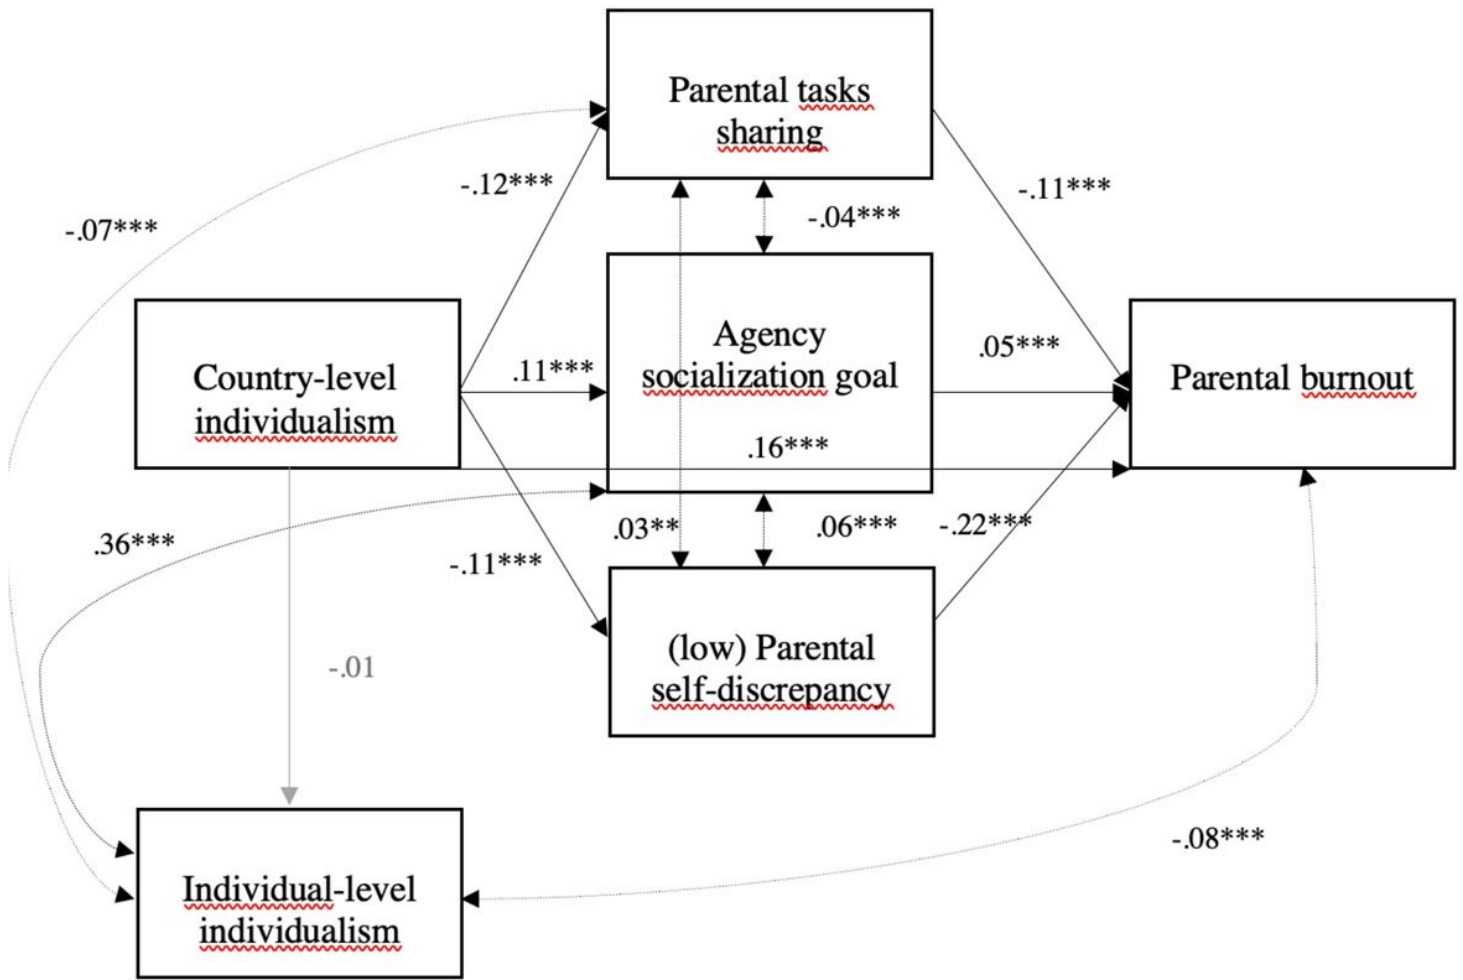 Parental tasks
sharing
-.12***
-.11***
-.07***
-.04***
Agency
socialization goal
Country-level
individualism
.11***
.05***
Parental burnout
.16***
.36***
.03**
.06***
-.22***
-.11***
(low) Parental
self-discrepancy
-.01
-.08***
Individual-level
individualism